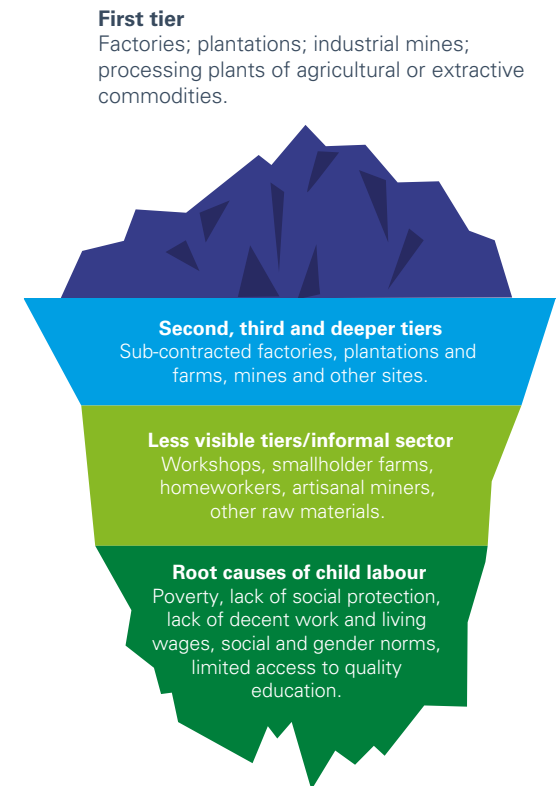 First tier
Factories; plantations; industrial mines;
processing plants of agricultural or extractive
commodities.
Second, third and deeper tiers
Sub-contracted factories, plantations and
farms, mines and other sites.
Less visible tiers/informal sector
Workshops, smallholder farms,
homeworkers, artisanal miners,
other raw materials.
Root causes of child labour
Poverty, lack of social protection,
lack of decent work and living
wages, social and gender norms,
limited access to quality
education.